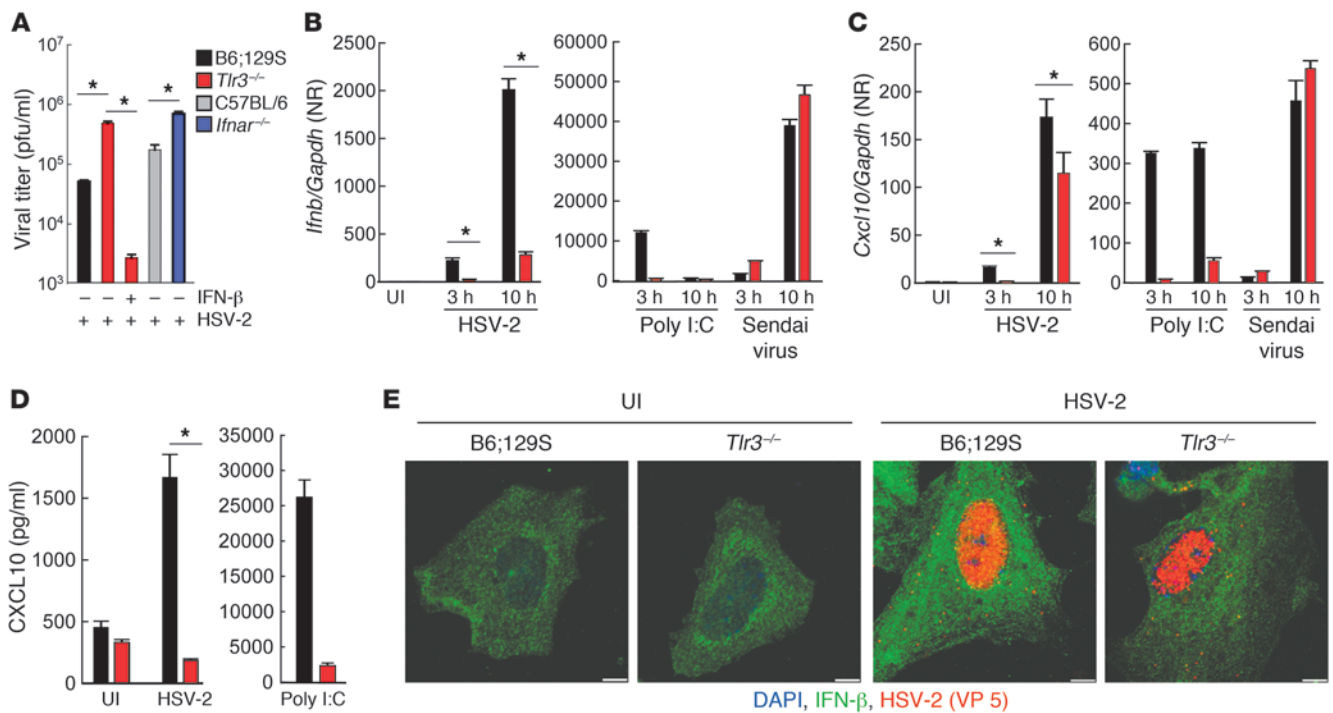 A
Viral titer (pfu/ml)
10⁷
10⁶
10⁵
10⁴
10³
* * *
B6;129S
Tlr3–/–
C57BL/6
Ifnar–/–
– – + – – IFN-β
+ + + + + HSV-2
B
Ifnb/Gapdh (NR)
2500
2000
1500
1000
500
0
* *
UI 3 h 10 h
HSV-2
60000
50000
40000
30000
20000
10000
0
3 h 10 h 3 h 10 h
Poly I:C Sendai
virus
C
Cxcl10/Gapdh (NR)
250
200
150
100
50
0
* *
UI 3 h 10 h
HSV-2
600
500
400
300
200
100
0
3 h 10 h 3 h 10 h
Poly I:C Sendai
virus
D
CXCL10 (pg/ml)
2000
1500
1000
500
0
*
UI HSV-2
35000
30000
25000
20000
15000
10000
5000
0
Poly I:C
E
UI HSV-2
B6;129S Tlr3–/– B6;129S Tlr3–/–
DAPI, IFN-β, HSV-2 (VP 5)